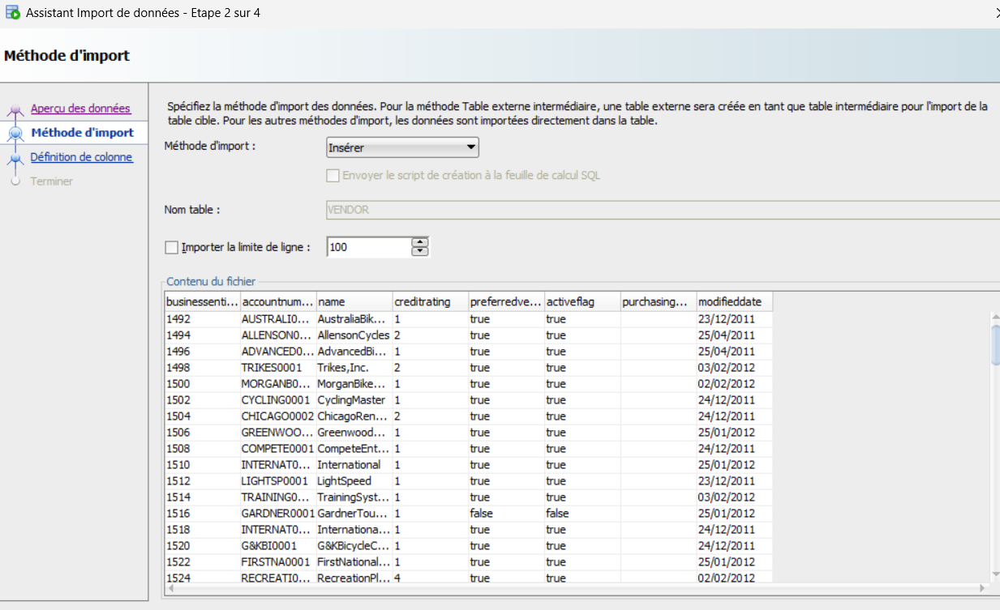 Assistant Import de données - Etape 2 sur 4
Méthode d'import
Aperçu des données
Méthode d'import
Définition de colonne
Terminer
Spécifiez la méthode d'import des données. Pour la méthode Table externe intermédiaire, une table externe sera créée en tant que table intermédiaire pour l'import de la
table cible. Pour les autres méthodes d'import, les données sont importées directement dans la table.
Méthode d'import : Insérer
Envoyer le script de création à la feuille de calcul SQL
Nom table : VENDOR
Importer la limite de ligne : 100
Contenu du fichier
businessenti... accountnum... name creditrating preferredve... activeflag purchasing... modifieddate
1492 AUSTRALI0... AustraliaBik... 1 true true 23/12/2011
1494 ALLENSON0... AllensonCycles 2 true true 25/04/2011
1496 ADVANCED0... AdvancedBi... 1 true true 25/04/2011
1498 TRIKES0001 Trikes,Inc. 2 true true 03/02/2012
1500 MORGANB0... MorganBike... 1 true true 02/02/2012
1502 CYCLING0001 CyclingMaster 1 true true 24/12/2011
1504 CHICAGO0002 ChicagoRen... 2 true true 24/12/2011
1506 GREENWOO... Greenwood... 1 true true 25/01/2012
1508 COMPETE0001 CompeteEnt... 1 true true 24/12/2011
1510 INTERNAT0... International 1 true true 25/01/2012
1512 LIGHTSP0001 LightSpeed 1 true true 23/12/2011
1514 TRAINING0... TrainingSyst... 1 true true 03/02/2012
1516 GARDNER0001 GardnerTou... 1 false false 25/01/2012
1518 INTERNAT0... Internationa... 1 true true 24/12/2011
1520 G&KBI0001 G&KBicycleC... 1 true true 24/12/2011
1522 FIRSTNA0001 FirstNational... 1 true true 25/01/2012
1524 RECREATI0... RecreationPl... 4 true true 02/02/2012